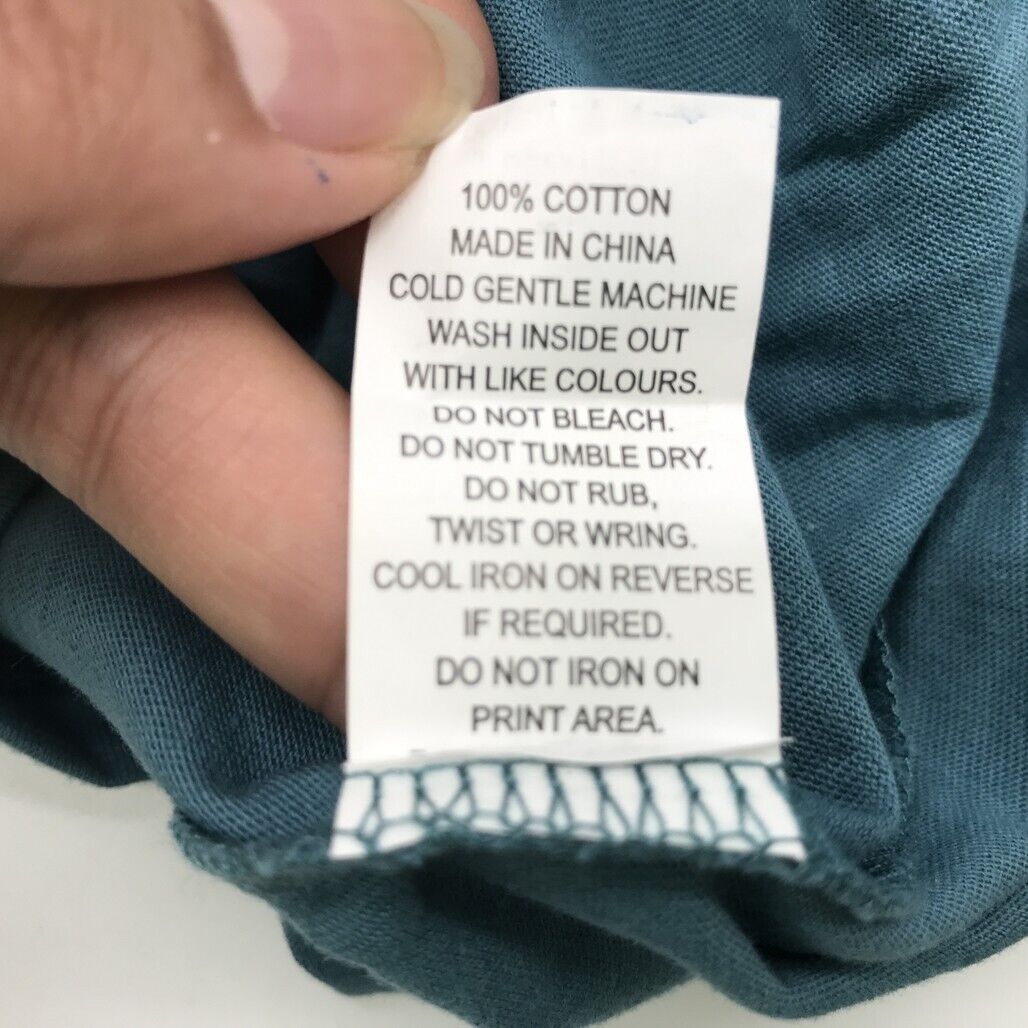 100% COTTON
MADE IN CHINA
COLD GENTLE MACHINE
WASH INSIDE OUT
WITH LIKE COLOURS.
DO NOT BLEACH.
DO NOT TUMBLE DRY.
DO NOT RUB,
TWIST OR WRING.
COOL IRON ON REVERSE
IF REQUIRED.
DO NOT IRON ON
PRINT AREA.